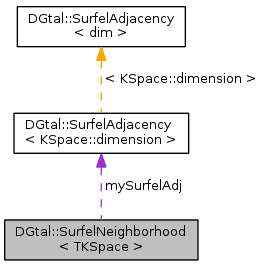 DGtal::SurfelAdjacency
< dim >
< KSpace::dimension >
DGtal::SurfelAdjacency
< KSpace::dimension >
mySurfelAdj
DGtal::SurfelNeighborhood
< TKSpace >